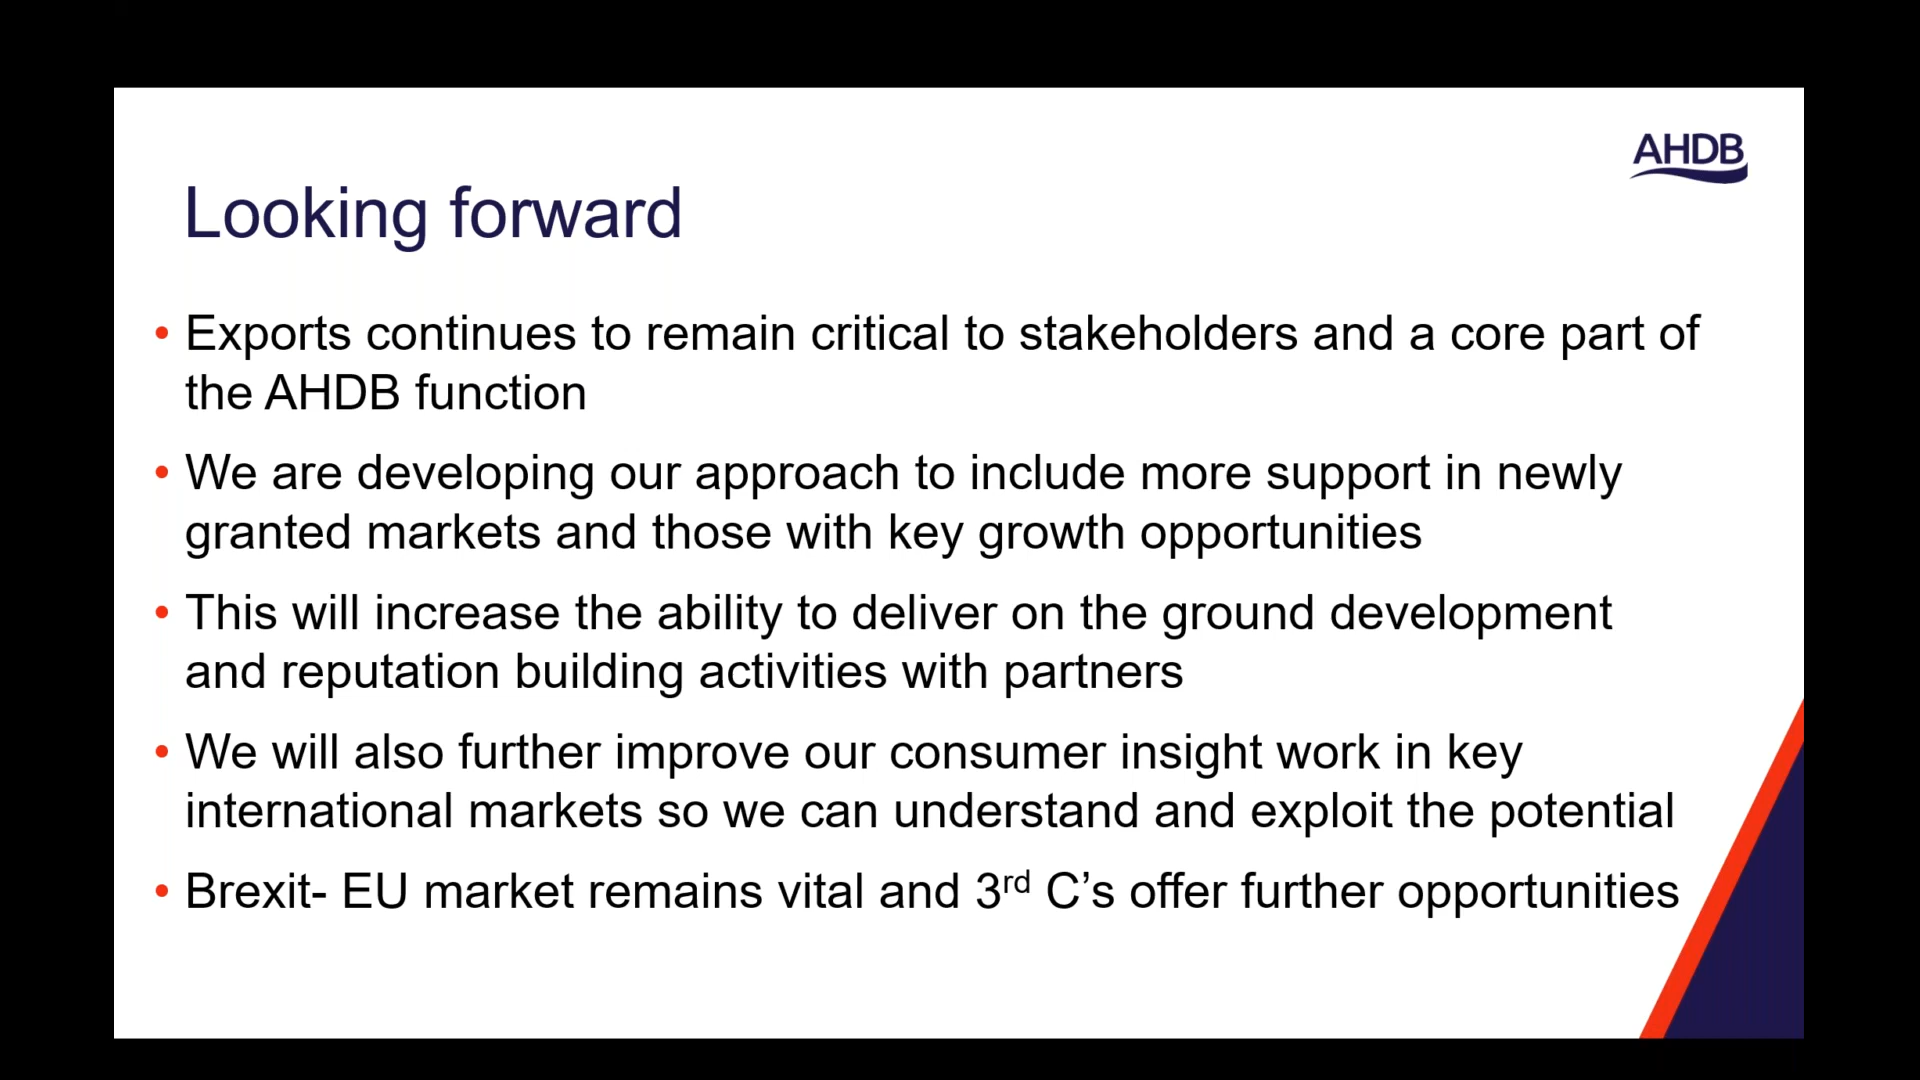 AHDB
Looking forward
• Exports continues to remain critical to stakeholders and a core part of
the AHDB function
• We are developing our approach to include more support in newly
granted markets and those with key growth opportunities
• This will increase the ability to deliver on the ground development
and reputation building activities with partners
• We will also further improve our consumer insight work in key
international markets so we can understand and exploit the potential
• Brexit- EU market remains vital and 3rd C’s offer further opportunities